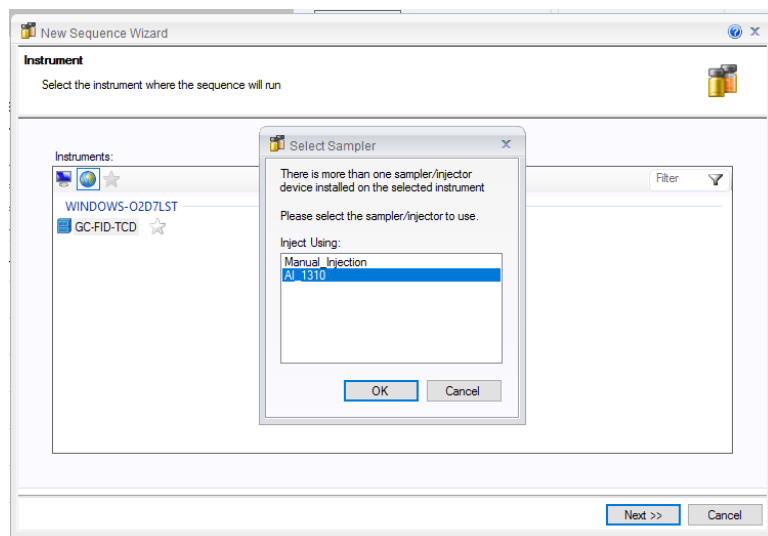 New Sequence Wizard
Instrument
Select the instrument where the sequence will run
Instruments:
Filter
WINDOWS-O2D7LST
GC-FID-TCD
Select Sampler
There is more than one sampler/injector
device installed on the selected instrument
Please select the sampler/injector to use.
Inject Using:
Manual_Injection
AI_1310
OK Cancel
Next >> Cancel